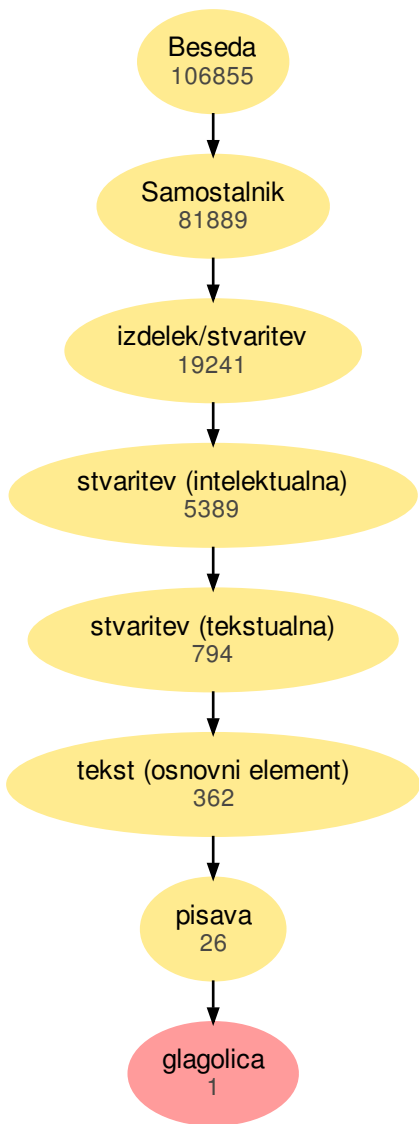 Beseda
106855
Samostalnik
81889
izdelek/stvaritev
19241
stvaritev (intelektualna)
5389
stvaritev (tekstualna)
794
tekst (osnovni element)
362
pisava
26
glagolica
1